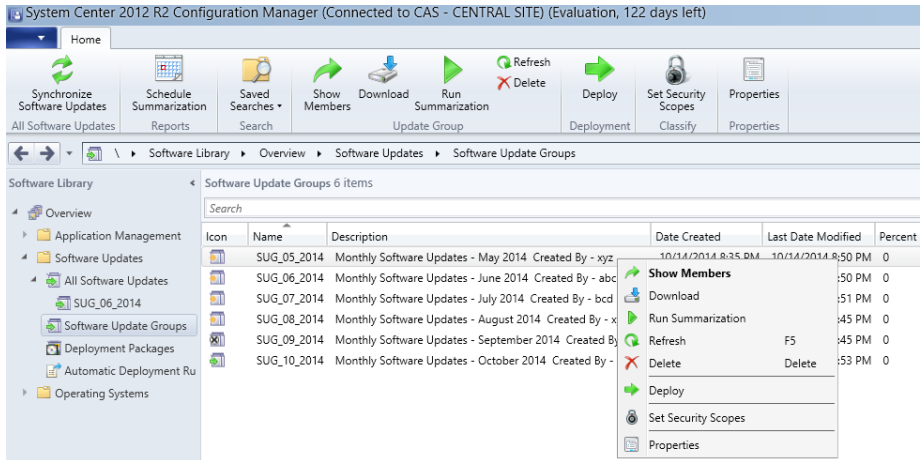 System Center 2012 R2 Configuration Manager (Connected to CAS - CENTRAL SITE) (Evaluation, 122 days left)
Home
Synchronize Software Updates
Schedule Summarization
Saved Searches
Show Members
Download
Run Summarization
Refresh
Delete
Deploy
Set Security Scopes
Properties
All Software Updates
Reports
Search
Update Group
Deployment
Classify
Properties
\ Software Library Overview Software Updates Software Update Groups
Software Library
Overview
Application Management
Software Updates
All Software Updates
SUG_06_2014
Software Update Groups
Deployment Packages
Automatic Deployment Ru
Operating Systems
Software Update Groups 6 items
Search
Icon Name Description Date Created Last Date Modified Percent
SUG_05_2014 Monthly Software Updates - May 2014 Created By - xyz 10/14/2014 8:35 PM 10/14/2014 8:50 PM 0
SUG_06_2014 Monthly Software Updates - June 2014 Created By - abc :50 PM 0
SUG_07_2014 Monthly Software Updates - July 2014 Created By - bcd :51 PM 0
SUG_08_2014 Monthly Software Updates - August 2014 Created By - x :45 PM 0
SUG_09_2014 Monthly Software Updates - September 2014 Created By :45 PM 0
SUG_10_2014 Monthly Software Updates - October 2014 Created By - :53 PM 0
Show Members
Download
Run Summarization
Refresh F5
Delete Delete
Deploy
Set Security Scopes
Properties